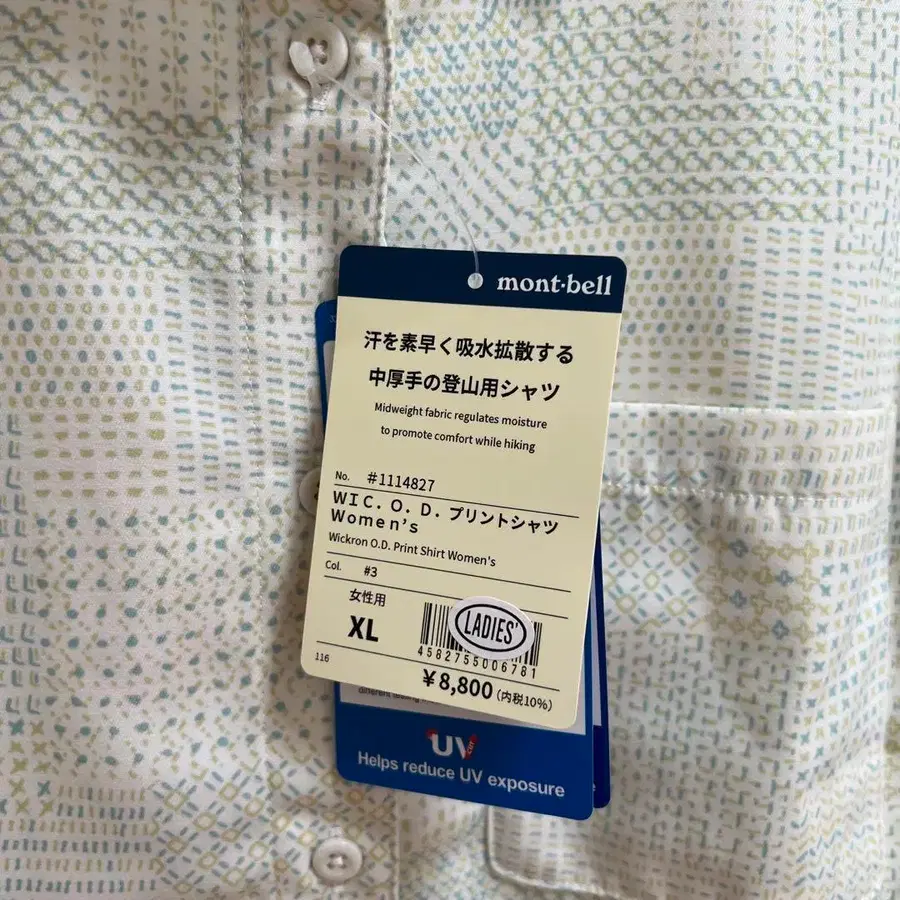 mont·bell
汗を素早く吸水拡散する
中厚手の登山用シャツ
Midweight fabric regulates moisture
to promote comfort while hiking
No. #1114827
WIC. O. D. プリントシャツ
Women's
Wickron O.D. Print Shirt Women's
Col. #3
女性用
XL
LADIES'
4582755006781
116
¥8,800 (内税10%)
UV
CUT
Helps reduce UV exposure